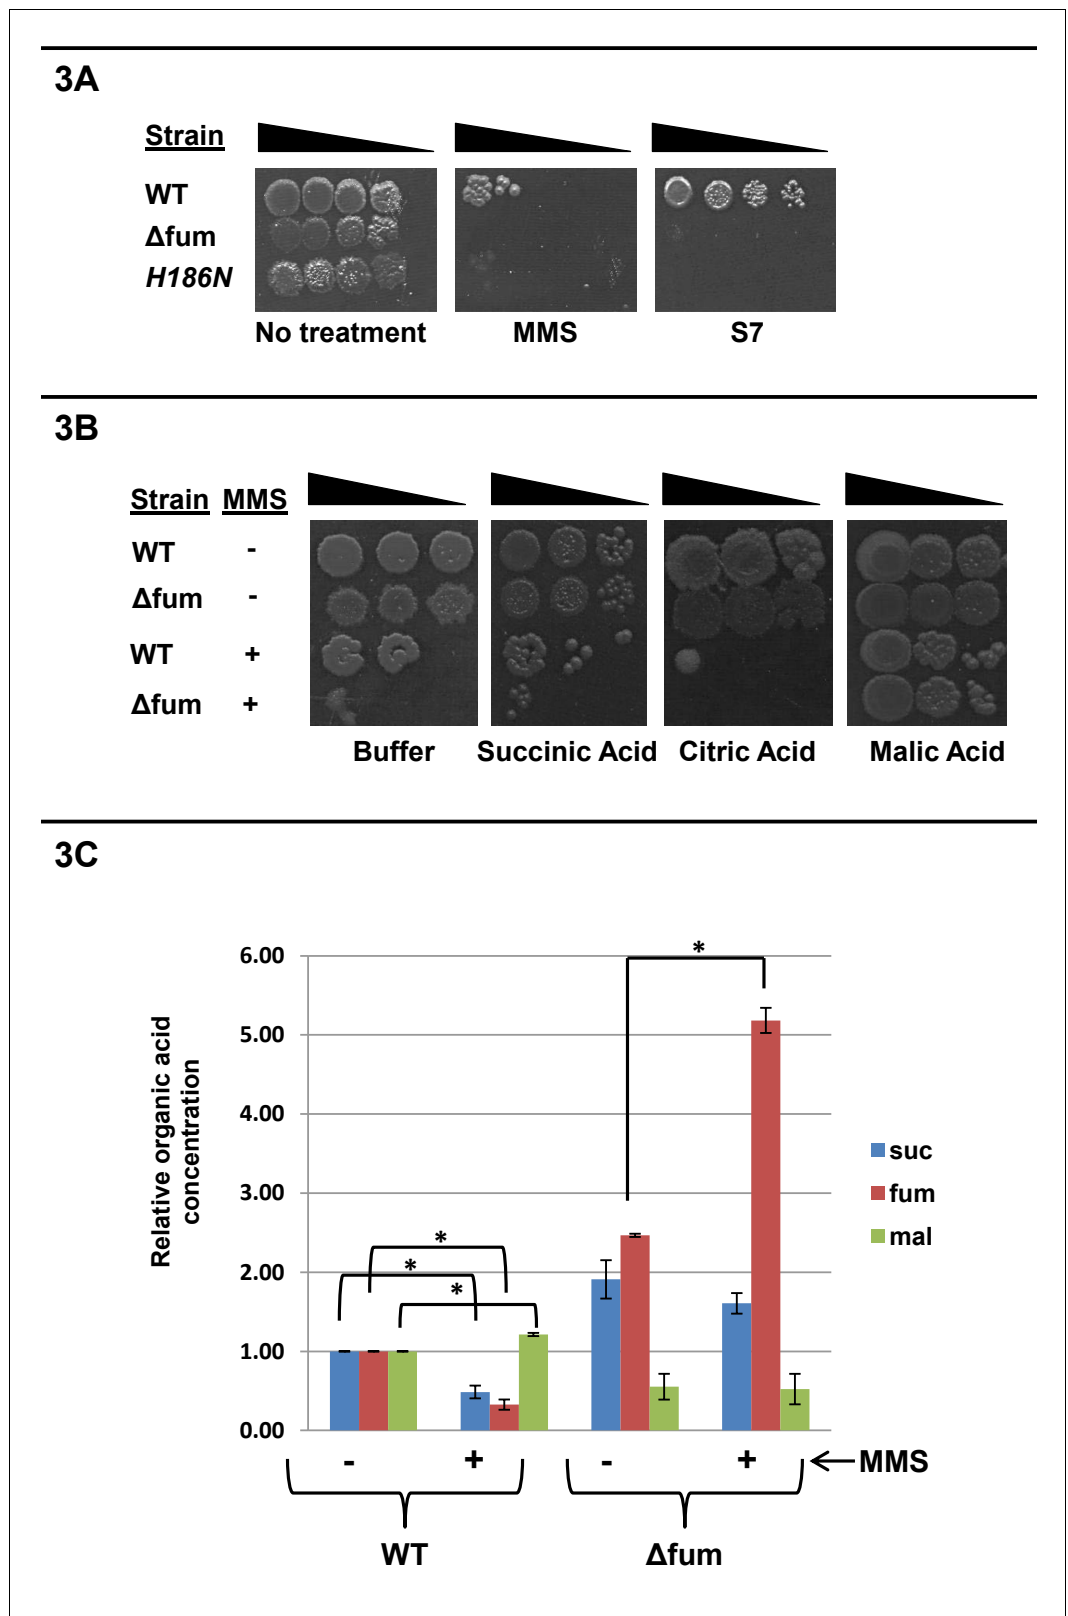 3A
Strain
WT
Δfum
H186N
No treatment MMS S7
3B
Strain MMS
WT -
Δfum -
WT +
Δfum +
Buffer Succinic Acid Citric Acid Malic Acid
3C
Relative organic acid
concentration
6.00
5.00
4.00
3.00
2.00
1.00
0.00
*
*
*
*
suc
fum
mal
- + - + MMS
WT Δfum